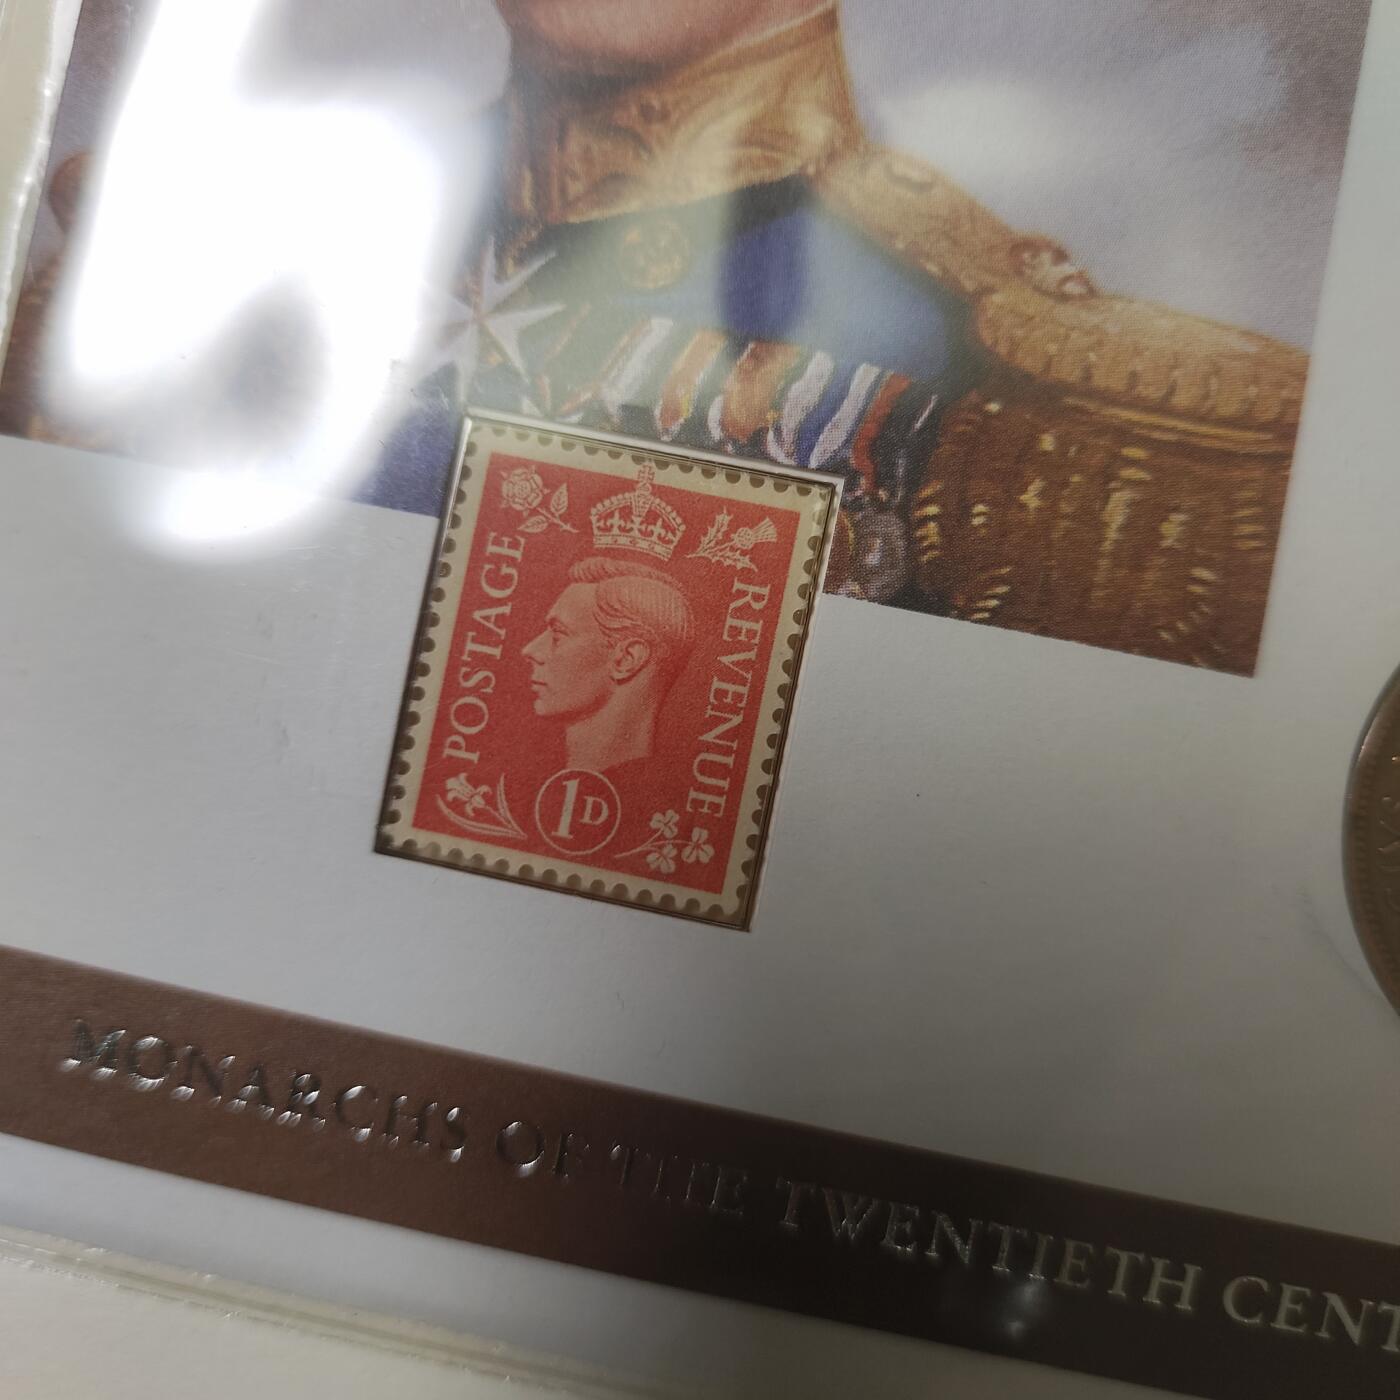 POSTAGE
REVENUE
1D
MONARCHS OF THE TWENTIETH CENT